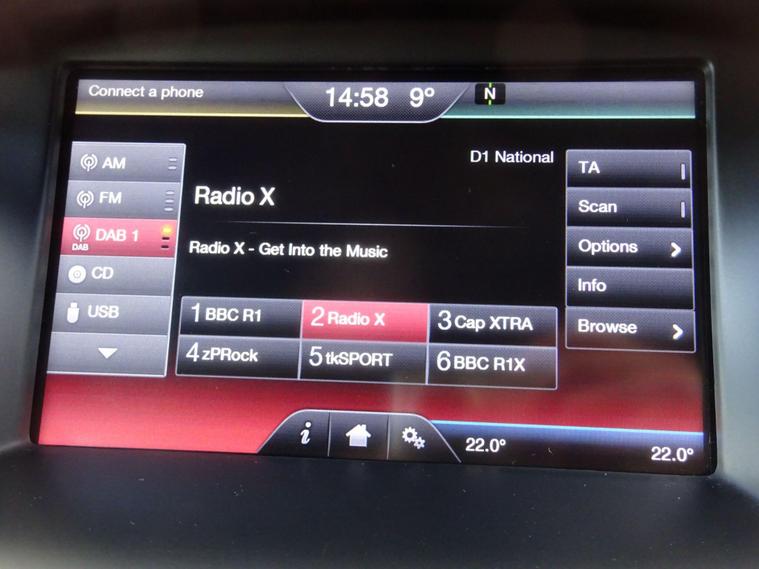 Connect a phone
14:58 9°
N
AM
FM
DAB DAB 1
CD
USB
D1 National
Radio X
Radio X - Get Into the Music
1 BBC R1 2 Radio X 3 Cap XTRA
4 zPRock 5 tkSPORT 6 BBC R1X
TA
Scan
Options
Info
Browse
i
22.0° 22.0°